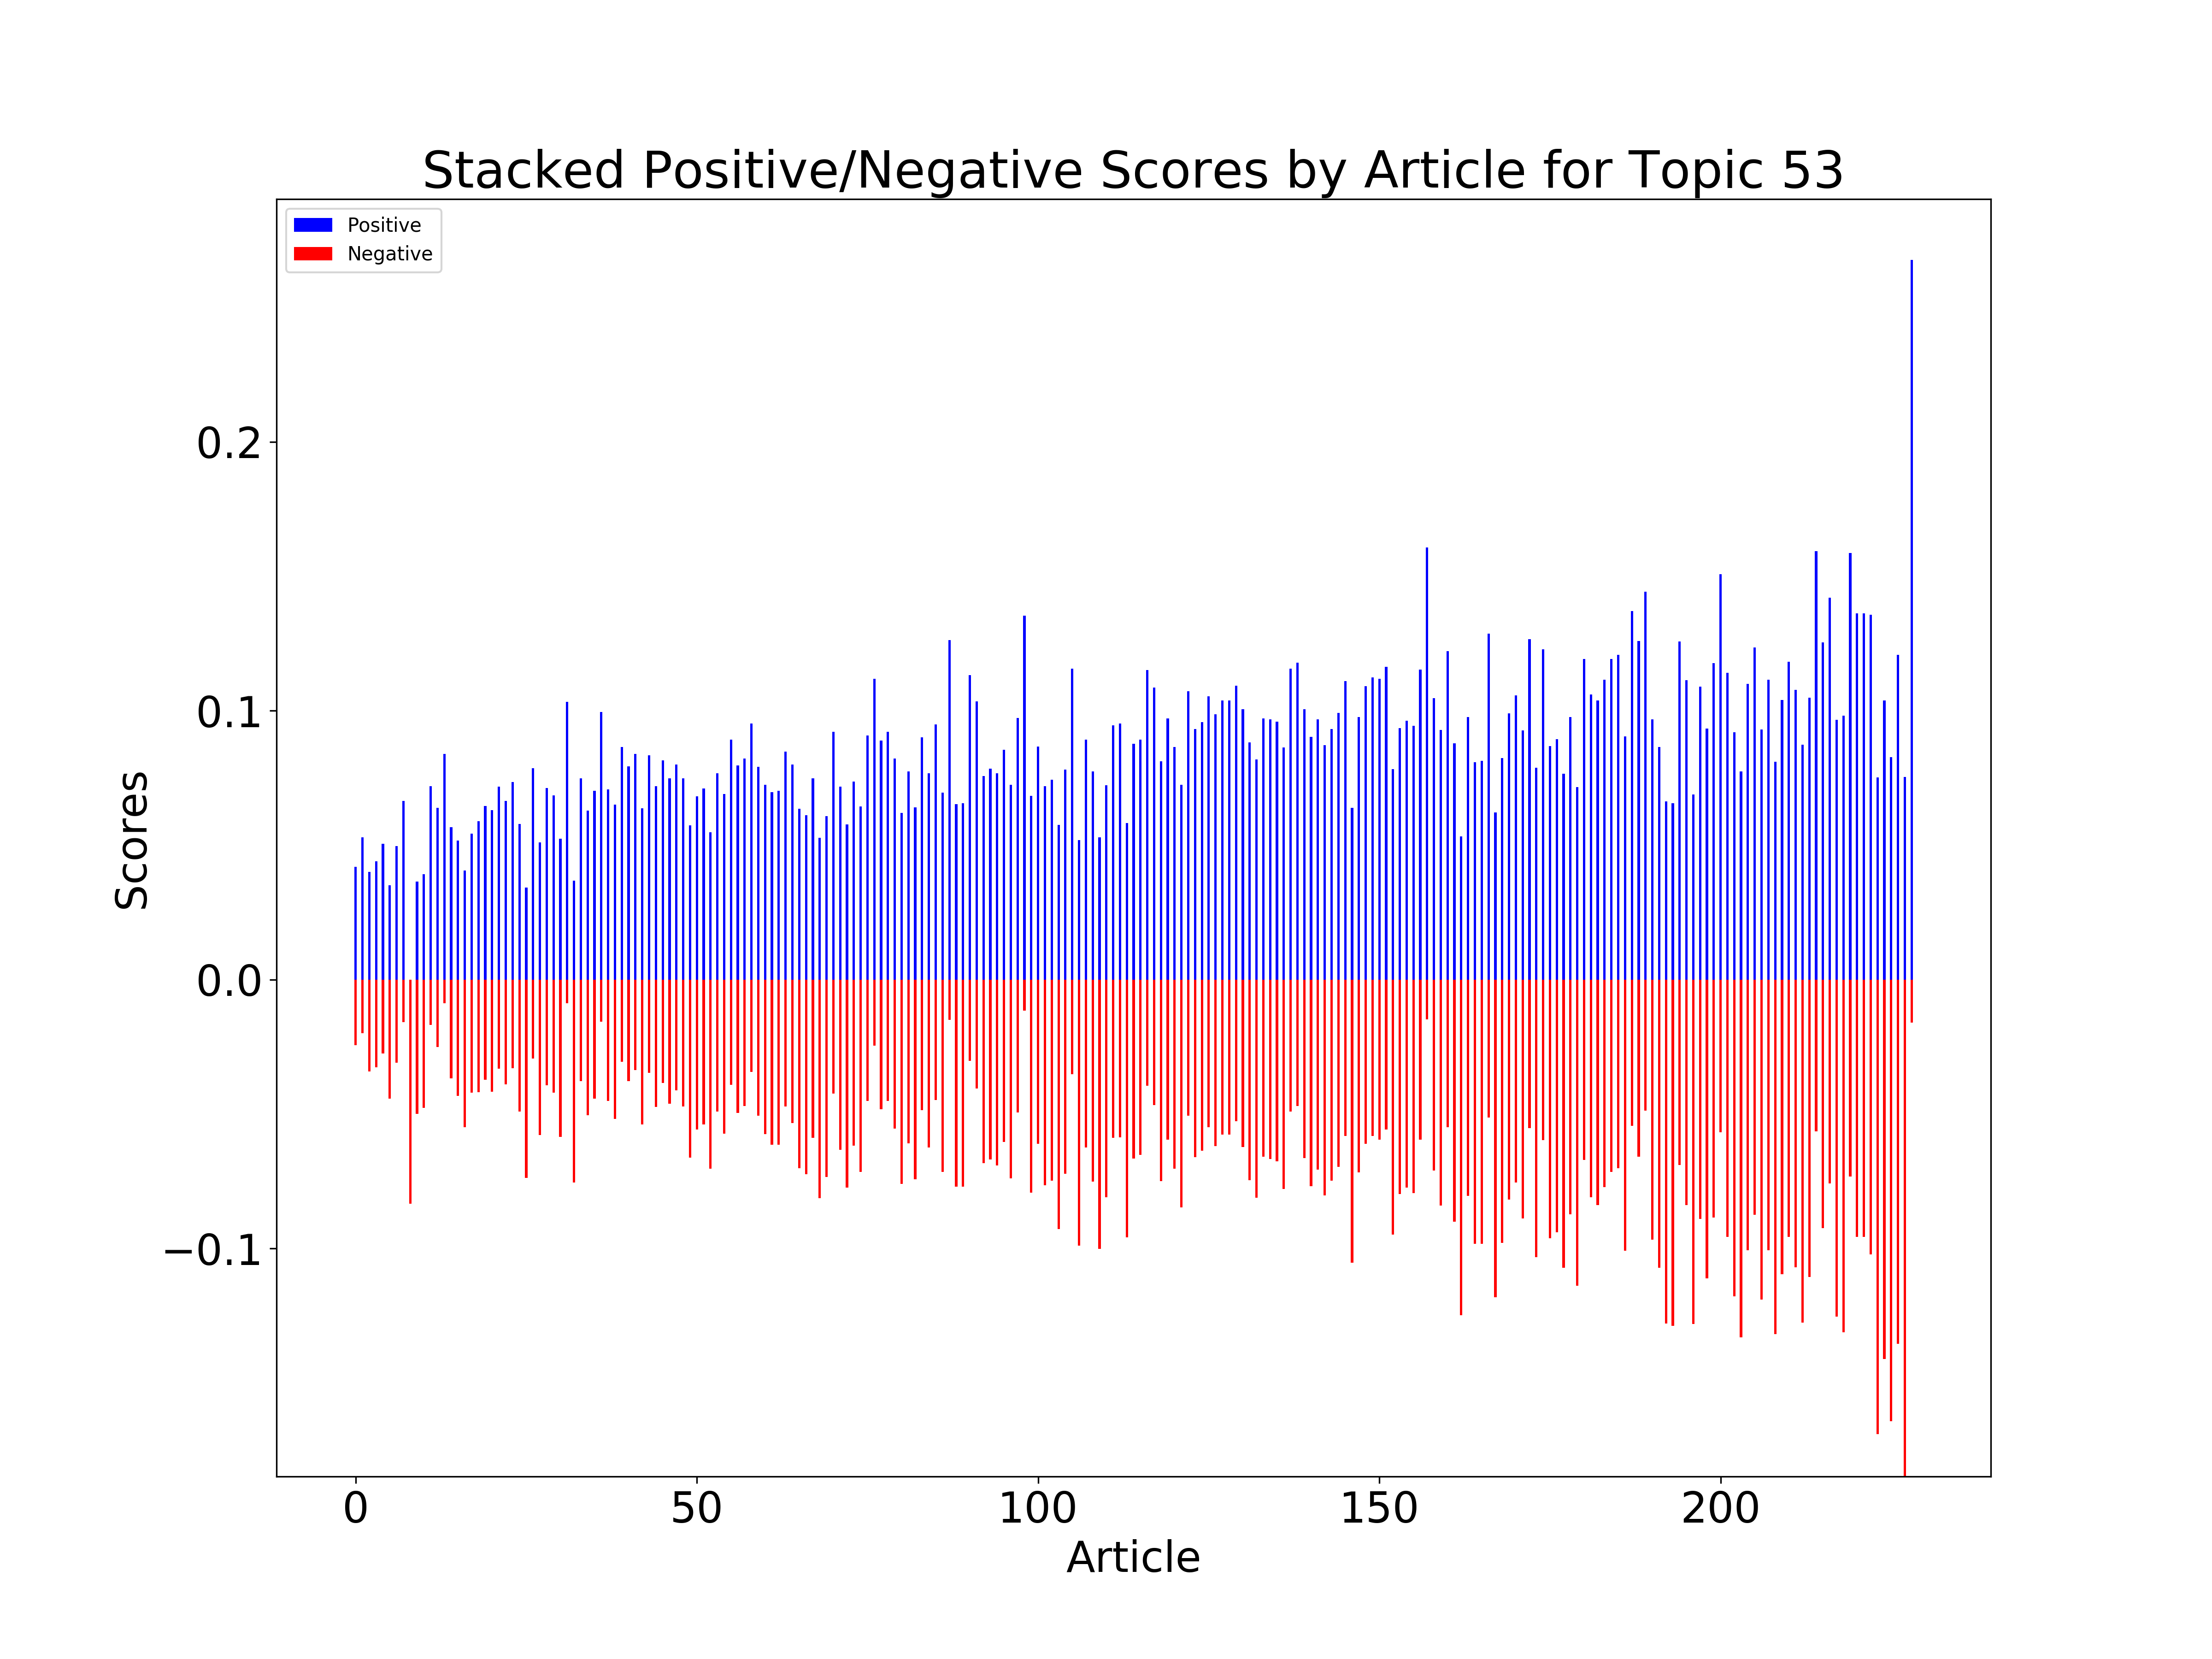 Stacked Positive/Negative Scores by Article for Topic 53
Positive
Negative
0.2
0.1
0.0
−0.1
Scores
0 50 100 150 200
Article